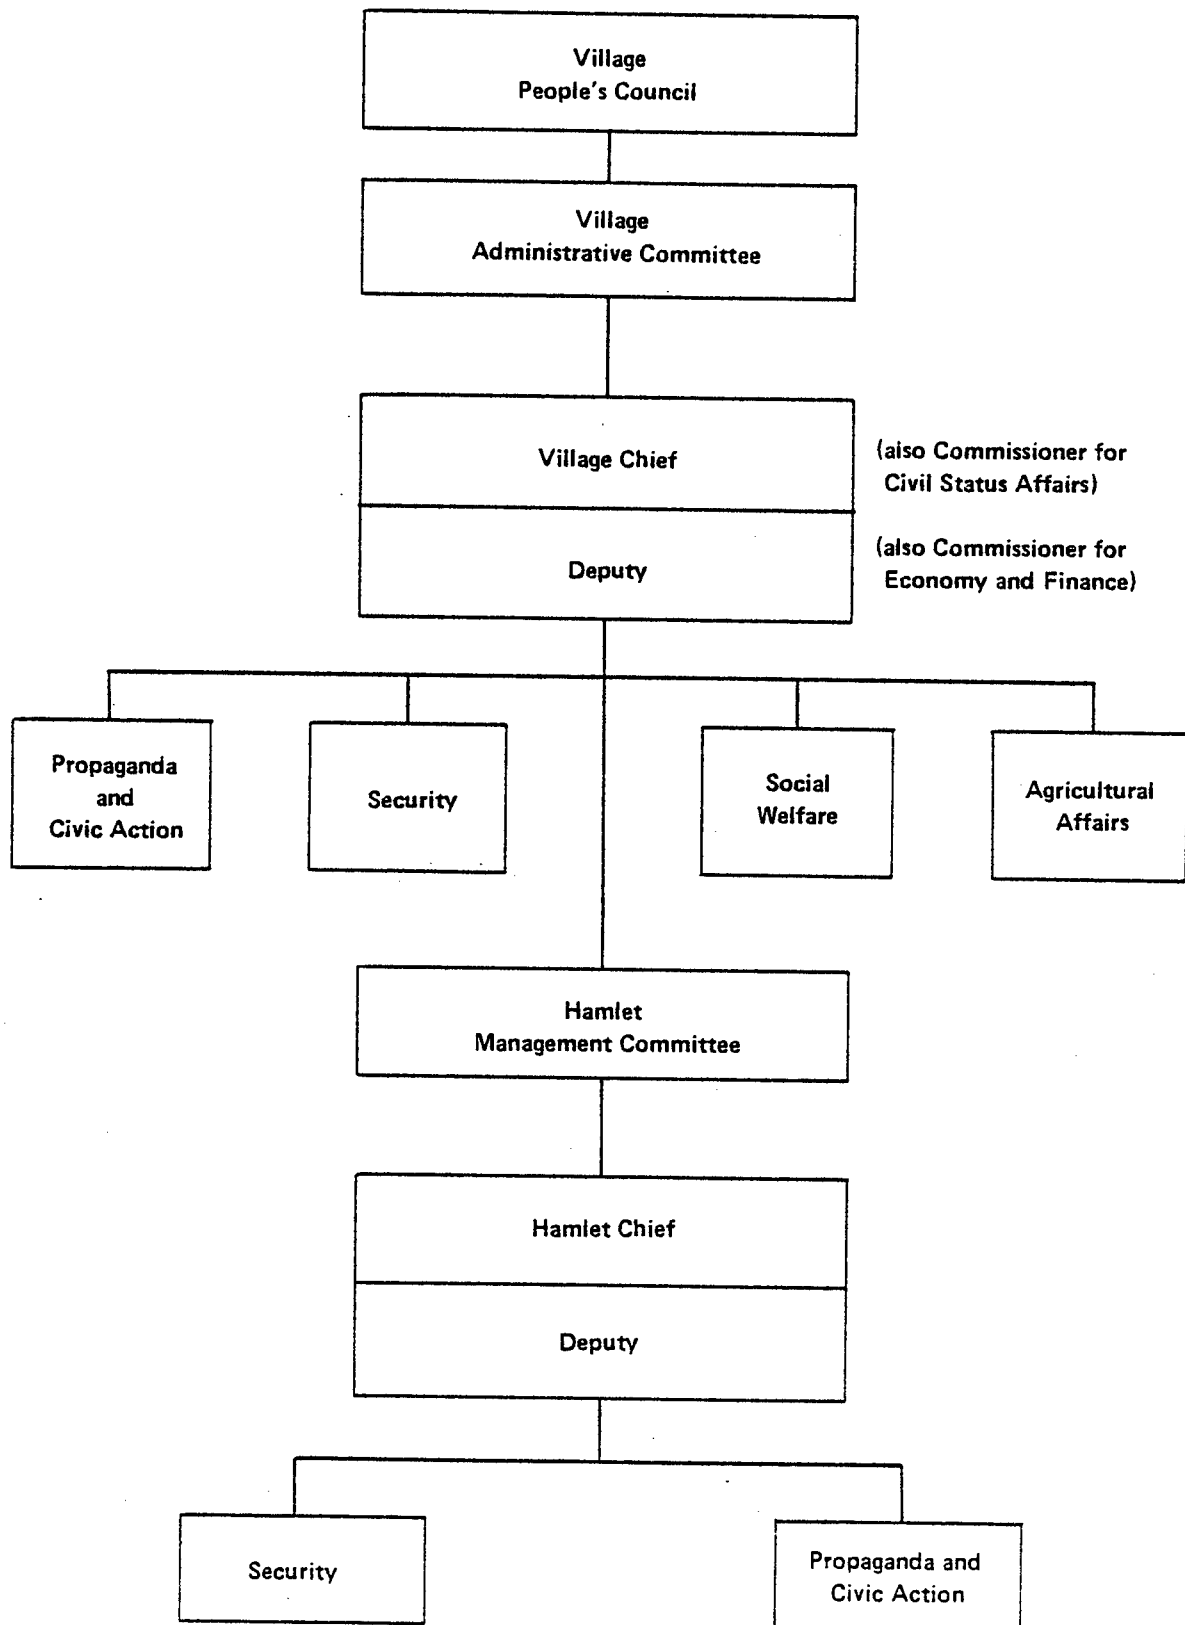 Village
People's Council
Village
Administrative Committee
Village Chief
(also Commissioner for
Civil Status Affairs)
Deputy
(also Commissioner for
Economy and Finance)
Propaganda
and
Civic Action
Security
Social
Welfare
Agricultural
Affairs
Hamlet
Management Committee
Hamlet Chief
Deputy
Security
Propaganda and
Civic Action